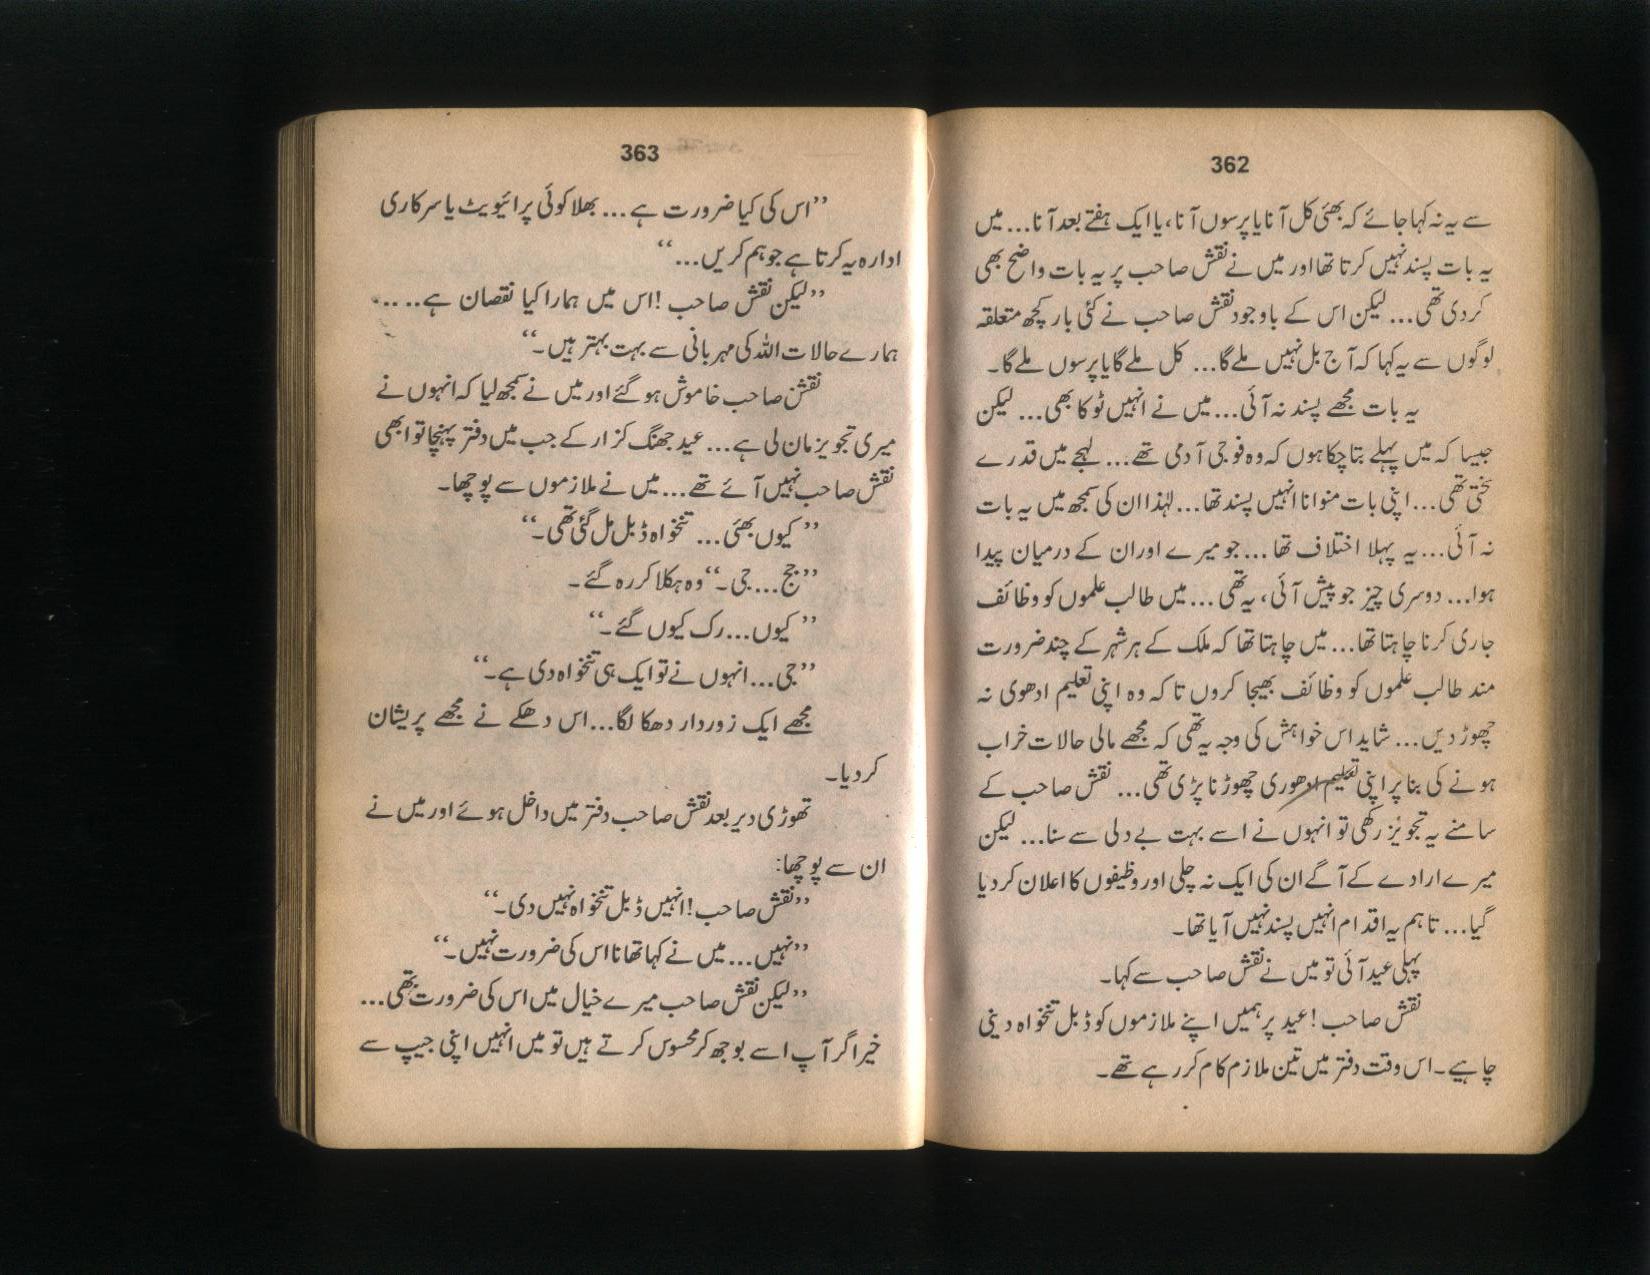 362
سے یہ نہ کہا جائے کہ بھئی کل آنا یا پرسوں آنا، یا ایک ہفتے بعد آنا... میں
یہ بات پسند نہیں کرتا تھا اور میں نے نقش صاحب پر یہ بات واضح بھی
کردی تھی... لیکن اس کے باوجود نقش صاحب نے کئی بار کچھ متعلقہ
لوگوں سے یہ کہا کہ آج بل نہیں ملے گا... کل ملے گا یا پرسوں ملے گا۔
یہ بات مجھے پسند نہ آئی... میں نے انہیں ٹوکا بھی... لیکن
جیسا کہ میں پہلے بتا چکا ہوں کہ وہ فوجی آدمی تھے... لہجے میں قدرے
سختی تھی... اپنی بات منوانا انہیں پسند تھا... لہٰذا ان کی سمجھ میں یہ بات
نہ آئی... یہ پہلا اختلاف تھا... جو میرے اور ان کے درمیان پیدا
ہوا... دوسری چیز جو پیش آئی، یہ تھی... میں طالب علموں کو وظائف
جاری کرنا چاہتا تھا... میں چاہتا تھا کہ ملک کے ہر شہر کے چند ضرورت
مند طالب علموں کو وظائف بھیجا کروں تا کہ وہ اپنی تعلیم ادھوی نہ
چھوڑ دیں... شاید اس خواہش کی وجہ یہ تھی کہ مجھے مالی حالات خراب
ہونے کی بنا پر اپنی تعلیم ادھوری چھوڑنا پڑی تھی... نقش صاحب کے
سامنے یہ تجویز رکھی تو انہوں نے اسے بہت بے دلی سے سنا... لیکن
میرے ارادے کے آگے ان کی ایک نہ چلی اور وظیفوں کا اعلان کر دیا
گیا... تاہم یہ اقدام انہیں پسند نہیں آیا تھا۔
پہلی عید آئی تو میں نے نقش صاحب سے کہا۔
نقش صاحب! عید پر ہمیں اپنے ملازموں کو ڈبل تنخواہ دینی
چاہیے۔ اس وقت دفتر میں تین ملازم کام کر رہے تھے۔
363
’’اس کی کیا ضرورت ہے... بھلا کوئی پرائیویٹ یا سرکاری
ادارہ یہ کرتا ہے جو ہم کریں...‘‘
’’لیکن نقش صاحب! اس میں ہمارا کیا نقصان ہے.....
ہمارے حالات اللہ کی مہربانی سے بہت بہتر ہیں۔‘‘
نقش صاحب خاموش ہو گئے اور میں نے سمجھ لیا کہ انہوں نے
میری تجویز مان لی ہے... عید جھنگ گزار کے جب میں دفتر پہنچا تو ابھی
نقش صاحب نہیں آئے تھے... میں نے ملازموں سے پوچھا۔
’’کیوں بھئی... تنخواہ ڈبل مل گئی تھی۔‘‘
’’جج... جی۔‘‘ وہ ہکلا کر رہ گئے۔
’’کیوں... رک کیوں گئے۔‘‘
’’جی... انہوں نے تو ایک ہی تنخواہ دی ہے۔‘‘
مجھے ایک زوردار دھکا لگا... اس دھکے نے مجھے پریشان
کر دیا۔
تھوڑی دیر بعد نقش صاحب دفتر میں داخل ہوئے اور میں نے
ان سے پوچھا:
’’نقش صاحب! انہیں ڈبل تنخواہ نہیں دی۔‘‘
’’نہیں... میں نے کہا تھا نا اس کی ضرورت نہیں۔‘‘
’’لیکن نقش صاحب میرے خیال میں اس کی ضرورت تھی...
خیر اگر آپ اسے بوجھ کر محسوس کرتے ہیں تو میں انہیں اپنی جیپ سے